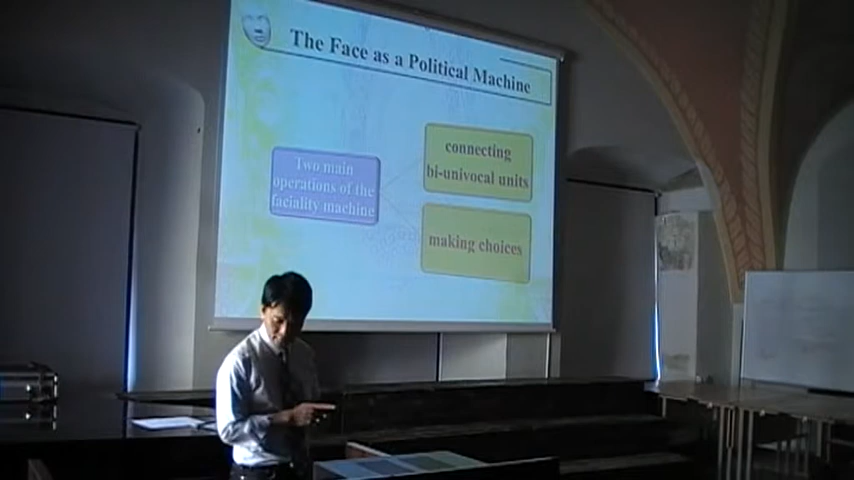 The Face as a Political Machine
Two main
operations of the
faciality machine
connecting
bi-univocal units
making choices